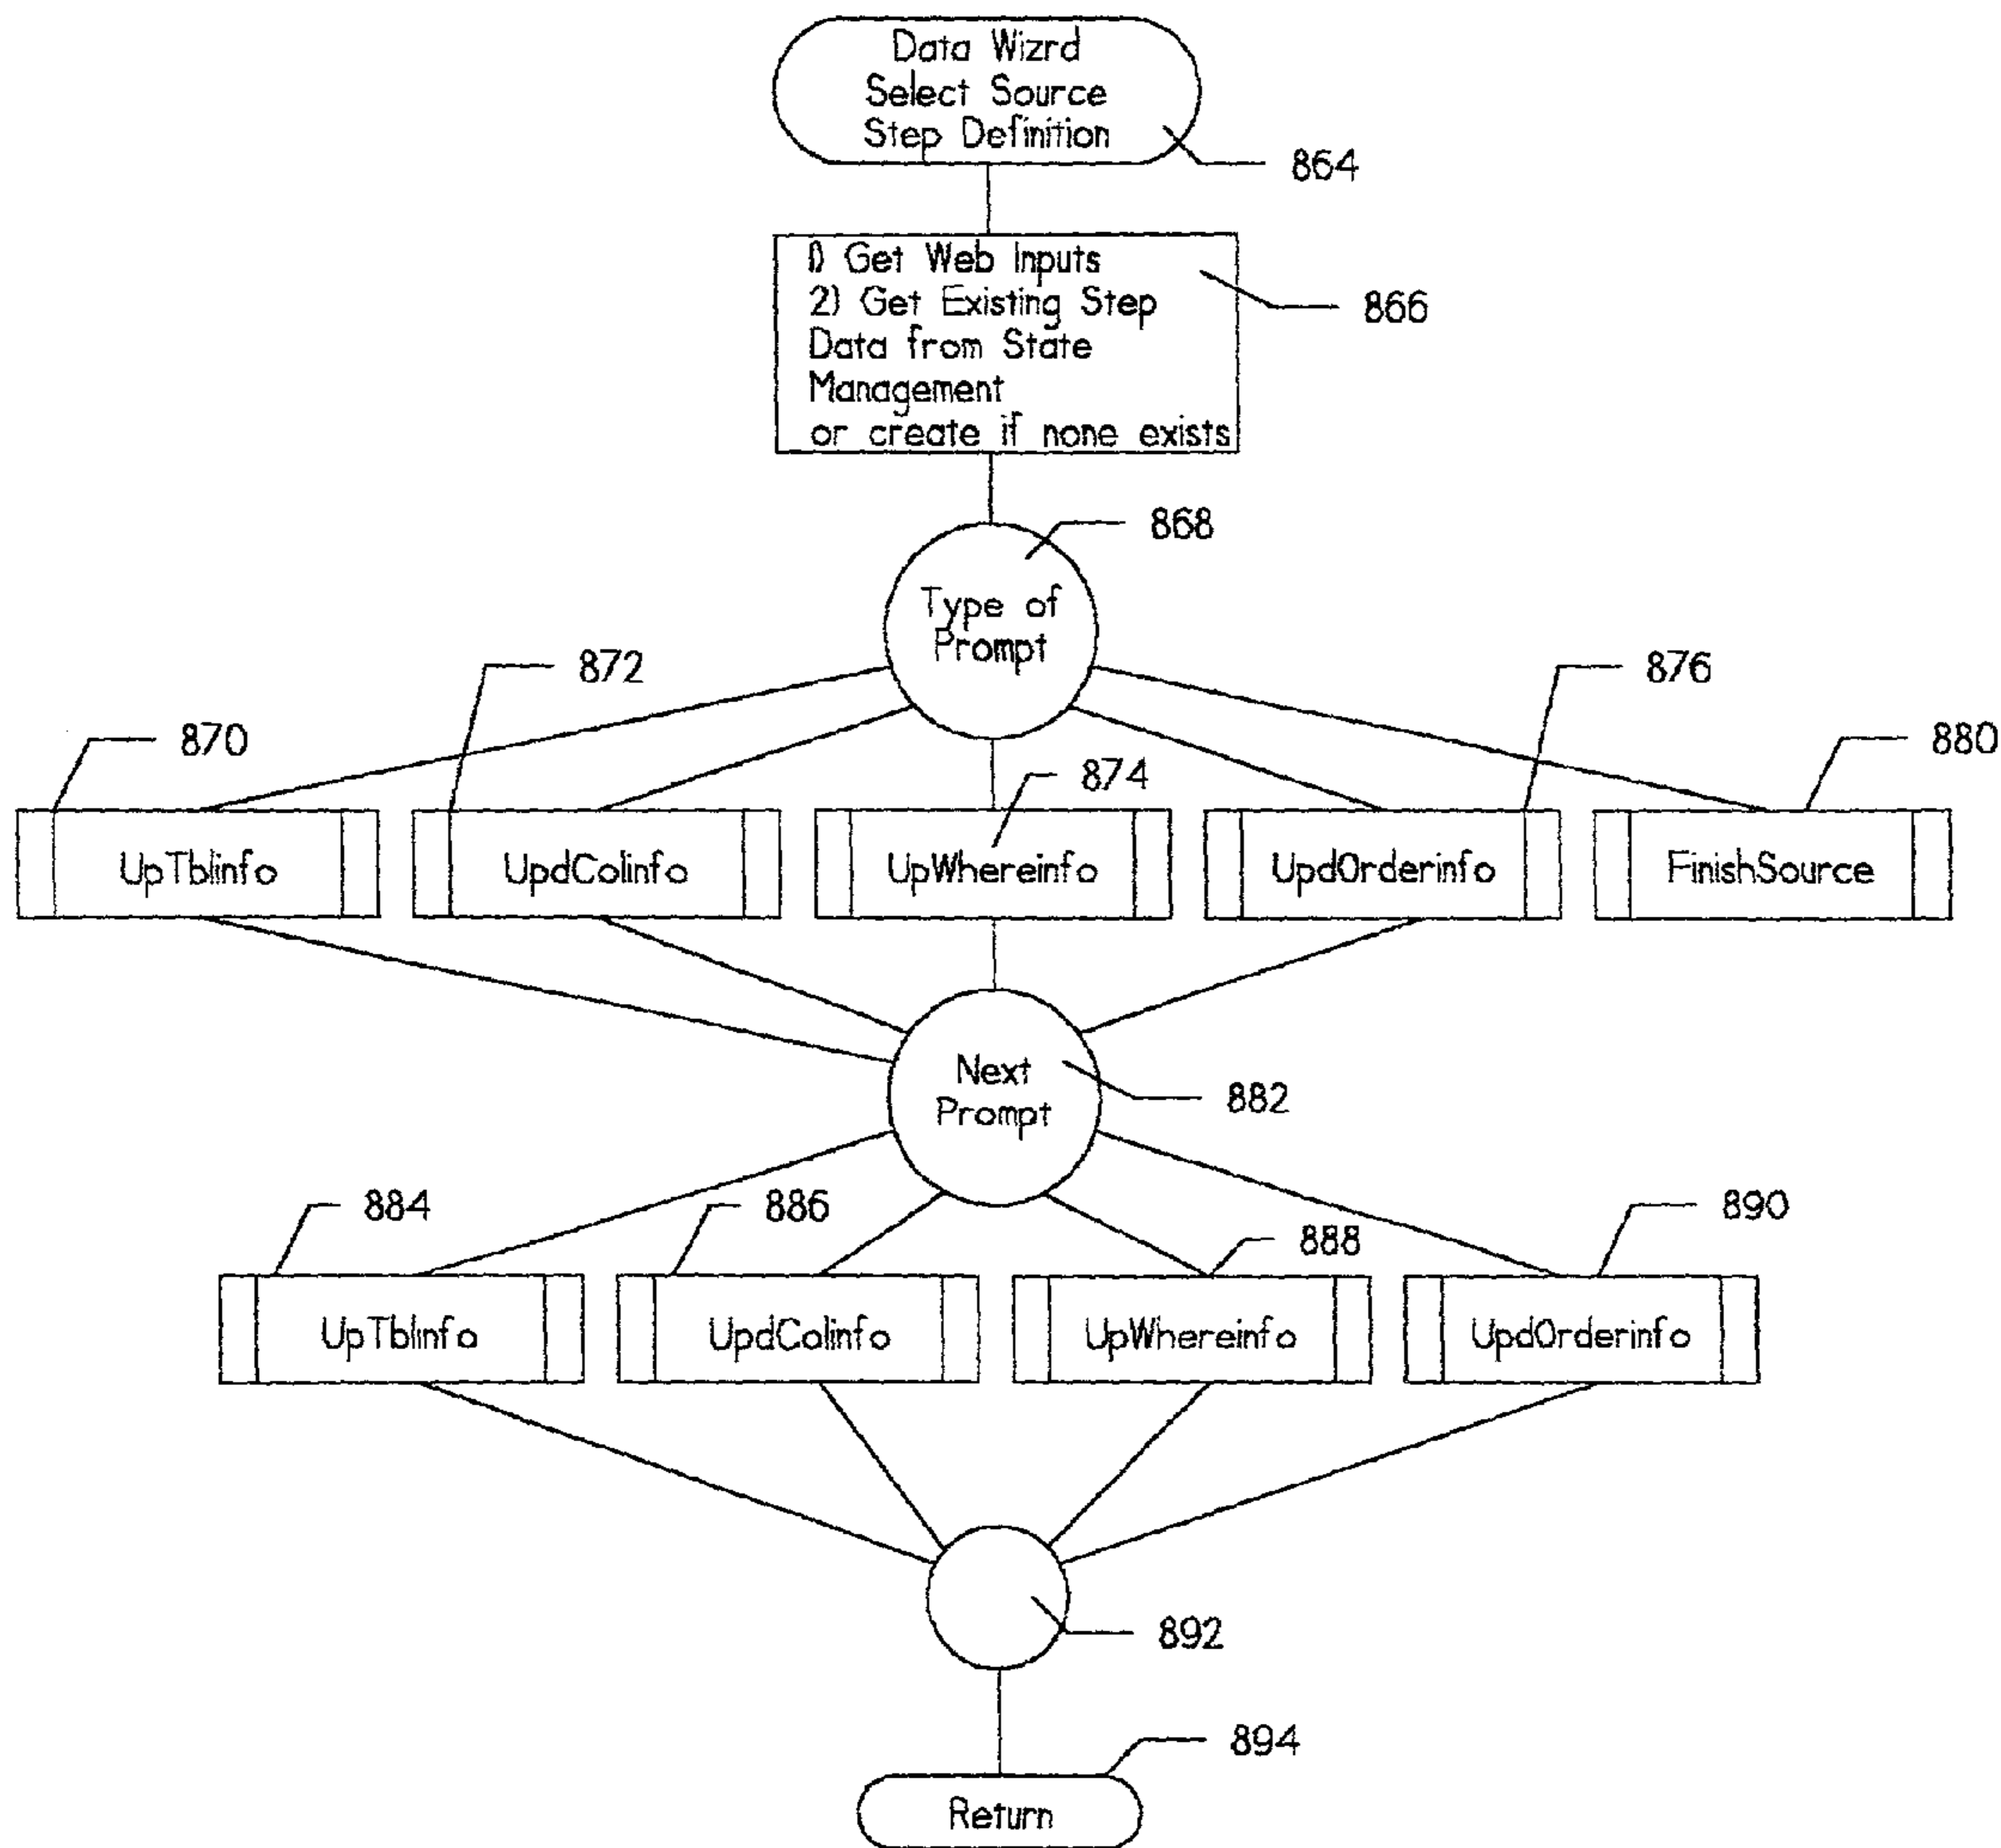 Data Wizrd
Select Source
Step Definition
864
1) Get Web Inputs
2) Get Existing Step
Data from State
Management
or create if none exists
866
868
Type of
Prompt
872
876
870
880
874
UpTblinfo
UpdColinfo
UpWhereinfo
UpdOrderinfo
FinishSource
Next
Prompt
882
884
886
888
890
UpTblinfo
UpdColinfo
UpWhereinfo
UpdOrderinfo
892
894
Return